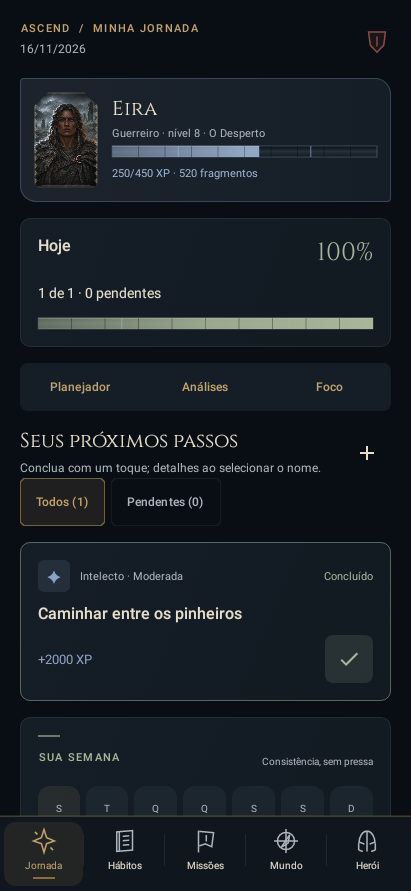 ASCEND / MINHA JORNADA
16/11/2026
Eira
Guerreiro · nível 8 · O Desperto
250/450 XP · 520 fragmentos
Hoje
100%
1 de 1 · 0 pendentes
Planejador
Análises
Foco
Seus próximos passos
Conclua com um toque; detalhes ao selecionar o nome.
Todos (1)
Pendentes (0)
Intelecto · Moderada
Concluído
Caminhar entre os pinheiros
+2000 XP
SUA SEMANA
Consistência, sem pressa
S T Q Q S S D
Jornada
Hábitos
Missões
Mundo
Herói